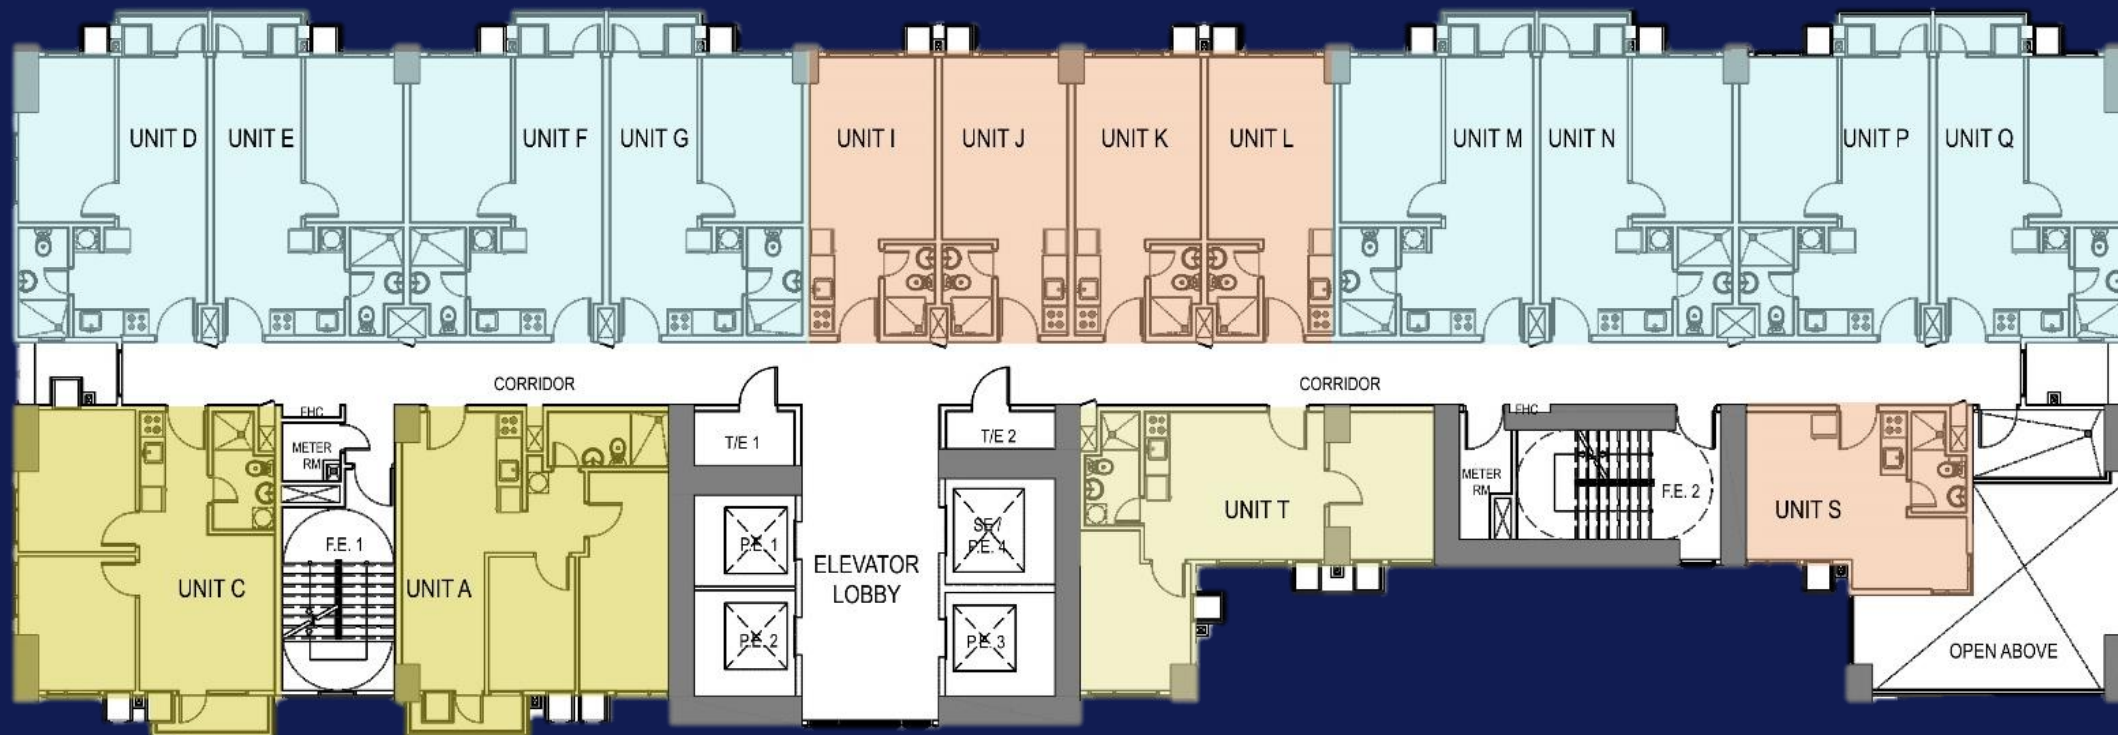 UNIT D
UNIT E
UNIT F
UNIT G
UNIT I
UNIT J
UNIT K
UNIT L
UNIT M
UNIT N
UNIT P
UNIT Q
CORRIDOR
CORRIDOR
FHC
METER
RM
F.E. 1
UNIT C
UNIT A
T/E 1
T/E 2
P.E. 1
P.E. 2
ELEVATOR
LOBBY
SE /
P.E. 4
P.E. 3
UNIT T
FHC
METER
RM
F.E. 2
UNIT S
OPEN ABOVE